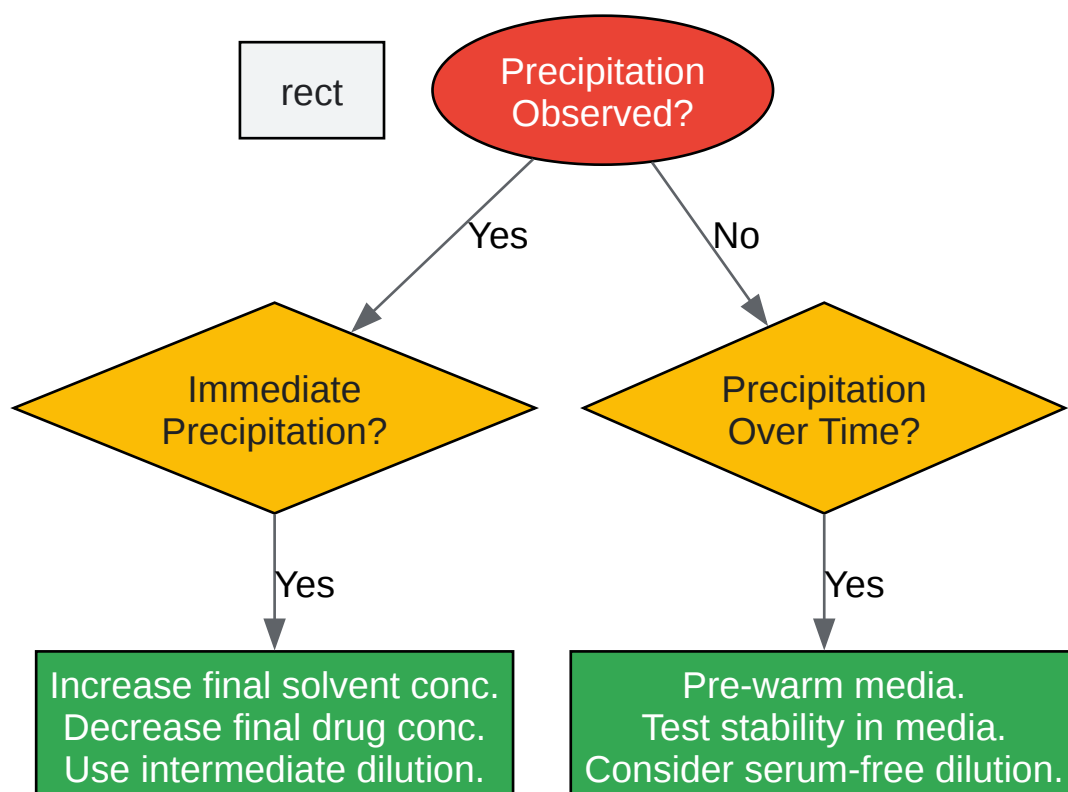 rect
Precipitation
Observed?
Yes
No
Immediate
Precipitation?
Precipitation
Over Time?
Yes
Yes
Increase final solvent conc.
Decrease final drug conc.
Use intermediate dilution.
Pre-warm media.
Test stability in media.
Consider serum-free dilution.